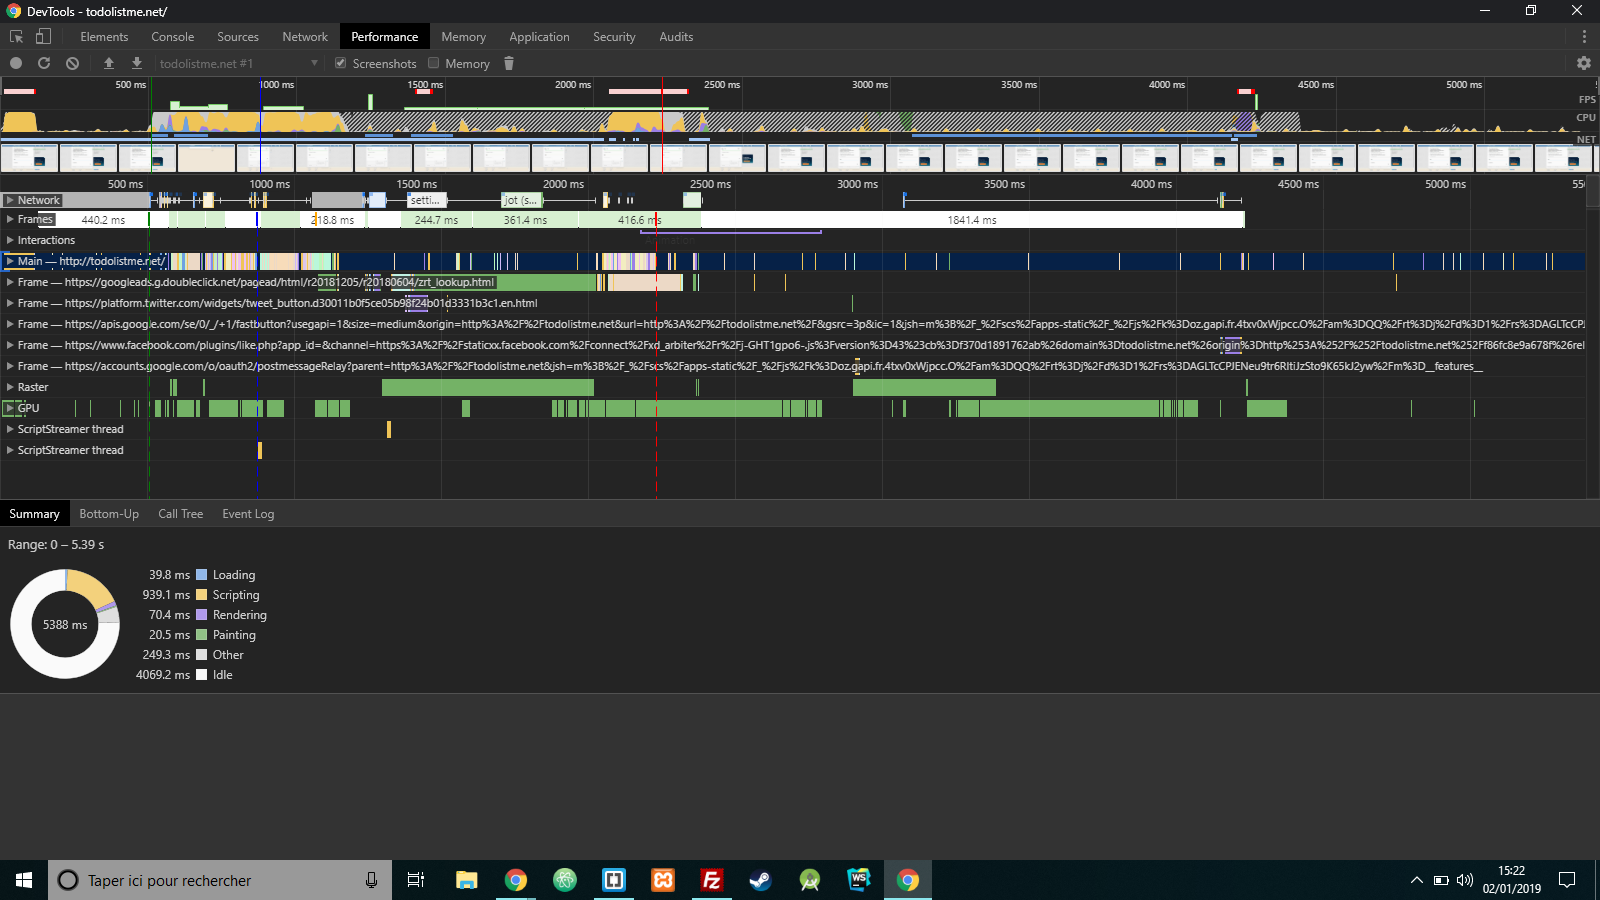 DevTools - todolistme.net/
Elements Console Sources Network Performance Memory Application Security Audits
todolistme.net #1 Screenshots Memory
500 ms 1000 ms 1500 ms 2000 ms 2500 ms 3000 ms 3500 ms 4000 ms 4500 ms 5000 ms
FPS
CPU
NET
500 ms 1000 ms 1500 ms 2000 ms 2500 ms 3000 ms 3500 ms 4000 ms 4500 ms 5000 ms 550
Network setti... jot (s...
Frames 440.2 ms 218.8 ms 244.7 ms 361.4 ms 416.6 ms 1841.4 ms
Interactions Animation
Main — http://todolistme.net/
Frame — https://googleads.g.doubleclick.net/pagead/html/r20181205/r20180604/zrt_lookup.html
Frame — https://platform.twitter.com/widgets/tweet_button.d30011b0f5ce05b98f24b01d3331b3c1.en.html
Frame — https://apis.google.com/se/0/_/+1/fastbutton?usegapi=1&size=medium&origin=http%3A%2F%2Ftodolistme.net&url=http%3A%2F%2Ftodolistme.net%2F&gsrc=3p&ic=1&jsh=m%3B%2F_%2Fscs%2Fapps-static%2F_%2Fjs%2Fk%3Doz.gapi.fr.4txv0xWjpcc.O%2Fam%3DQQ%2Frt%3Dj%2Fd%3D1%2Frs%3DAGLTcCPJ
Frame — https://www.facebook.com/plugins/like.php?app_id=&channel=https%3A%2F%2Fstaticxx.facebook.com%2Fconnect%2Fxd_arbiter%2Fr%2Fj-GHT1gpo6-.js%3Fversion%3D43%23cb%3Df370d1891762ab%26domain%3Dtodolistme.net%26origin%3Dhttp%253A%252F%252Ftodolistme.net%252Ff86fc8e9a678f%26rel
Frame — https://accounts.google.com/o/oauth2/postmessageRelay?parent=http%3A%2F%2Ftodolistme.net&jsh=m%3B%2F_%2Fscs%2Fapps-static%2F_%2Fjs%2Fk%3Doz.gapi.fr.4txv0xWjpcc.O%2Fam%3DQQ%2Frt%3Dj%2Fd%3D1%2Frs%3DAGLTcCPJENeu9tr6RItiJzSto9K65kJ2yw%2Fm%3D__features__
Raster
GPU
ScriptStreamer thread
ScriptStreamer thread
Summary Bottom-Up Call Tree Event Log
Range: 0 – 5.39 s
5388 ms
39.8 ms Loading
939.1 ms Scripting
70.4 ms Rendering
20.5 ms Painting
249.3 ms Other
4069.2 ms Idle
Taper ici pour rechercher
15:22
02/01/2019